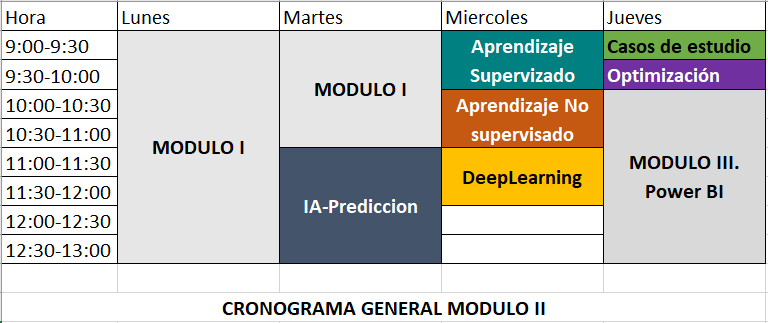 Hora Lunes Martes Miercoles Jueves
9:00-9:30 Aprendizaje Casos de estudio
9:30-10:00 Supervizado Optimización
MODULO I
10:00-10:30 Aprendizaje No
10:30-11:00 supervisado
MODULO I
11:00-11:30 MODULO III.
DeepLearning
11:30-12:00 Power BI
IA-Prediccion
12:00-12:30
12:30-13:00
CRONOGRAMA GENERAL MODULO II